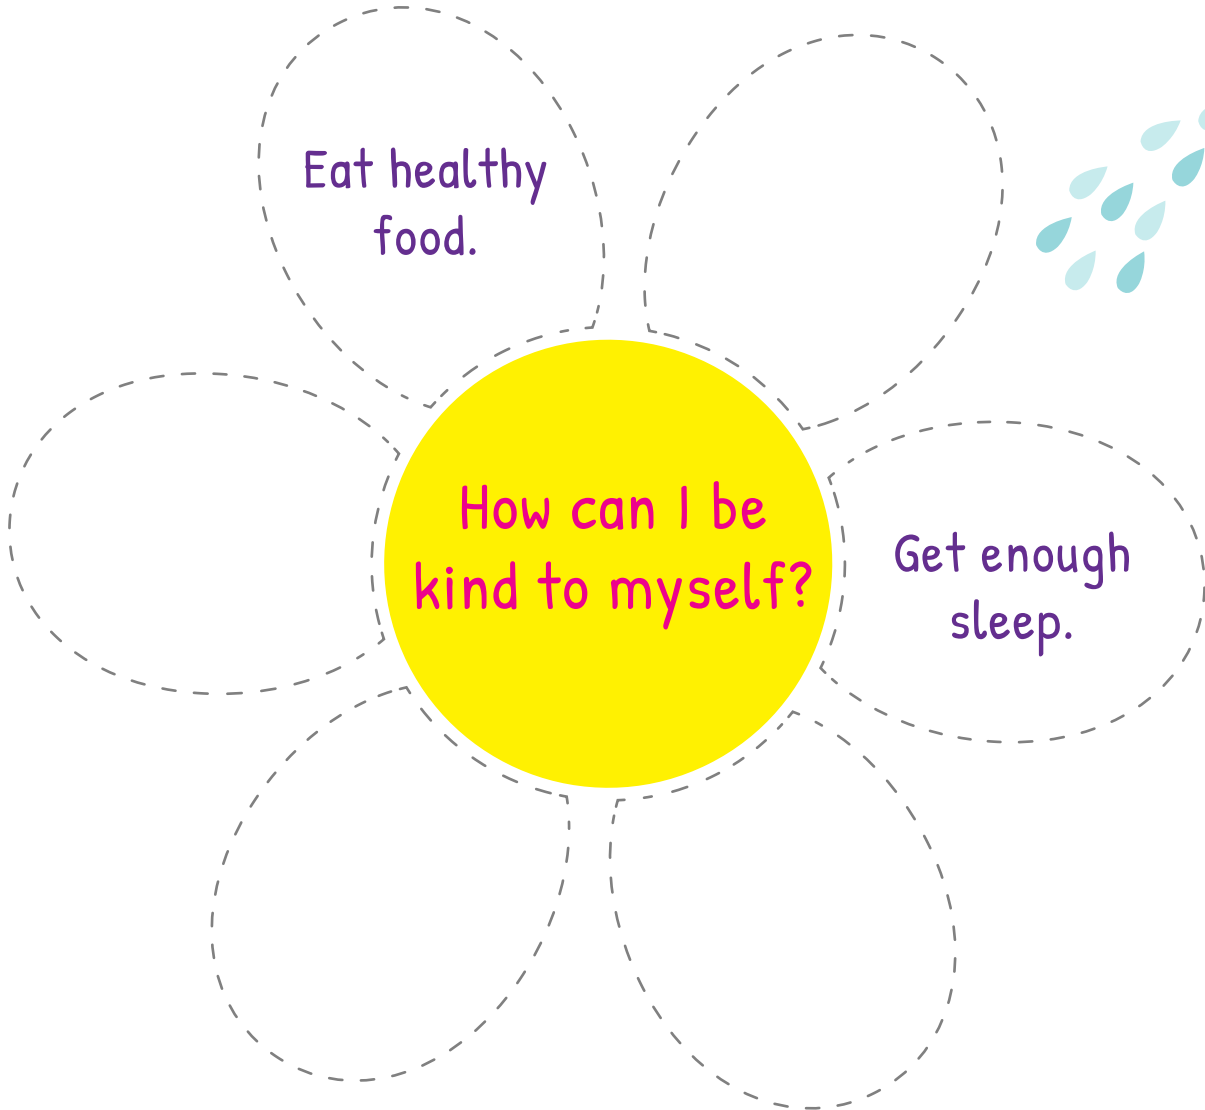 Eat healthy
food.
How can I be
kind to myself?
Get enough
sleep.